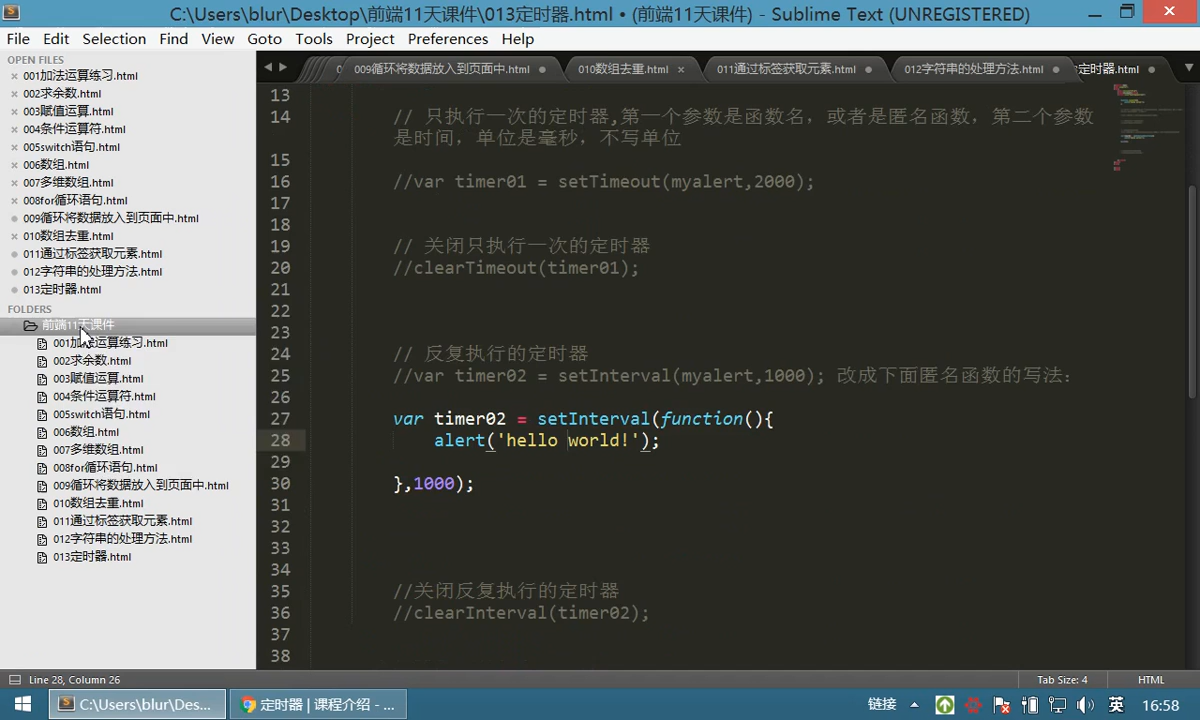 C:\Users\blur\Desktop\前端11天课件\013定时器.html • (前端11天课件) - Sublime Text (UNREGISTERED)
File Edit Selection Find View Goto Tools Project Preferences Help
OPEN FILES
001加法运算练习.html
002求余数.html
003赋值运算.html
004条件运算符.html
005switch语句.html
006数组.html
007多维数组.html
008for循环语句.html
009循环将数据放入到页面中.html
010数组去重.html
011通过标签获取元素.html
012字符串的处理方法.html
013定时器.html
FOLDERS
前端11天课件
001加法运算练习.html
002求余数.html
003赋值运算.html
004条件运算符.html
005switch语句.html
006数组.html
007多维数组.html
008for循环语句.html
009循环将数据放入到页面中.html
010数组去重.html
011通过标签获取元素.html
012字符串的处理方法.html
013定时器.html
009循环将数据放入到页面中.html 010数组去重.html 011通过标签获取元素.html 012字符串的处理方法.html 定时器.html
13
14 // 只执行一次的定时器,第一个参数是函数名，或者是匿名函数，第二个参数
是时间，单位是毫秒，不写单位
15
16 //var timer01 = setTimeout(myalert,2000);
17
18
19 // 关闭只执行一次的定时器
20 //clearTimeout(timer01);
21
22
23
24 // 反复执行的定时器
25 //var timer02 = setInterval(myalert,1000); 改成下面匿名函数的写法：
26
27 var timer02 = setInterval(function(){
28 alert('hello world!');
29
30 },1000);
31
32
33
34
35 //关闭反复执行的定时器
36 //clearInterval(timer02);
37
38
Line 28, Column 26 Tab Size: 4 HTML
C:\Users\blur\Des... 定时器 | 课程介绍 - ... 链接 英 16:58